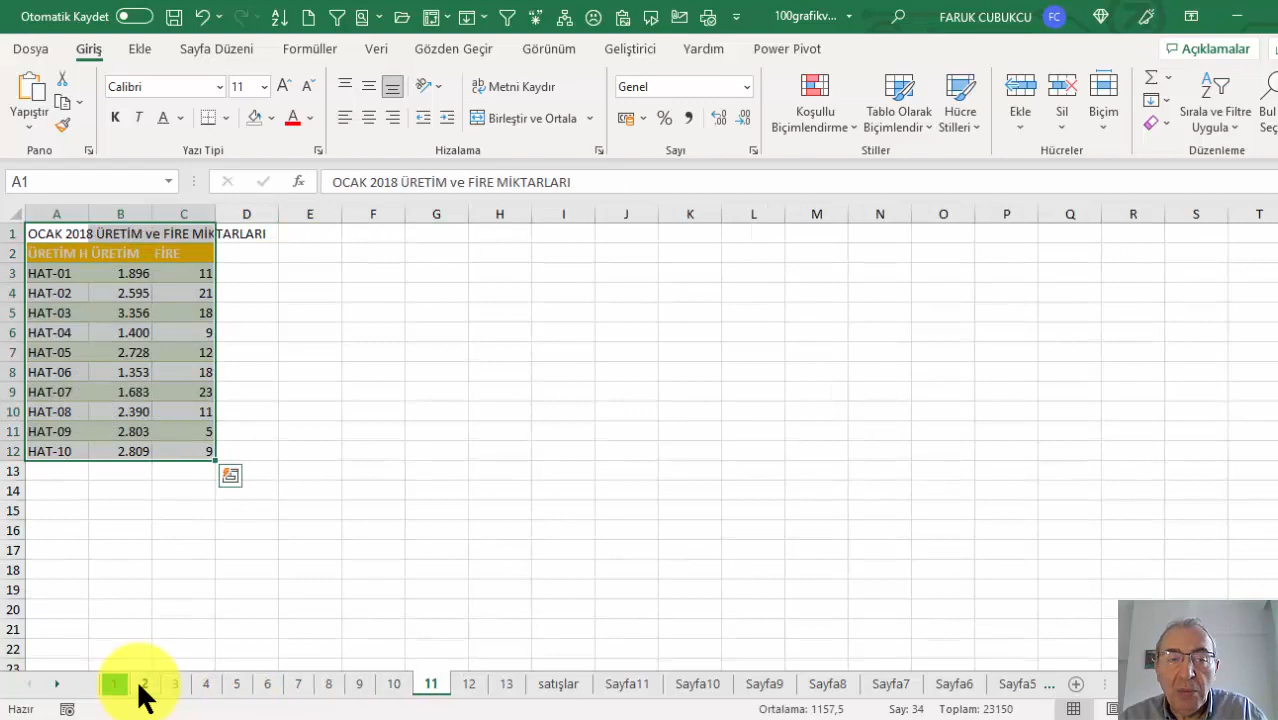 Otomatik Kaydet
100grafikv...
FARUK CUBUKCU
FC
Dosya Giriş Ekle Sayfa Düzeni Formüller Veri Gözden Geçir Görünüm Geliştirici Yardım Power Pivot
Açıklamalar
Yapıştır
Calibri 11
K T A
A A
Metni Kaydır
Birleştir ve Ortala
Genel
%
Koşullu Biçimlendirme
Tablo Olarak Biçimlendir
Hücre Stilleri
Ekle
Sil
Biçim
Sırala ve Filtre Uygula
Pano Yazı Tipi Hizalama Sayı Stiller Hücreler Düzenleme
A1 fx OCAK 2018 ÜRETİM ve FİRE MİKTARLARI
A B C D E F G H I J K L M N O P Q R S T
1 OCAK 2018 ÜRETİM ve FİRE MİKTARLARI
2 ÜRETİM H ÜRETİM FİRE
3 HAT-01 1.896 11
4 HAT-02 2.595 21
5 HAT-03 3.356 18
6 HAT-04 1.400 9
7 HAT-05 2.728 12
8 HAT-06 1.353 18
9 HAT-07 1.683 23
10 HAT-08 2.390 11
11 HAT-09 2.803 5
12 HAT-10 2.809 9
13
14
15
16
17
18
19
20
21
22
23
1 2 3 4 5 6 7 8 9 10 11 12 13 satışlar Sayfa11 Sayfa10 Sayfa9 Sayfa8 Sayfa7 Sayfa6 Sayfa5 ...
Hazır Ortalama: 1157,5 Say: 34 Toplam: 23150